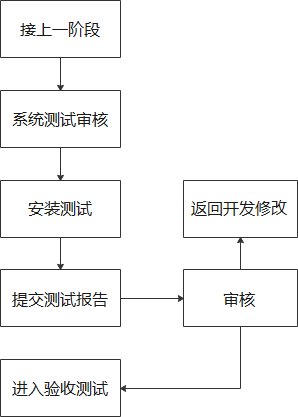 接上一阶段
系统测试审核
安装测试
返回开发修改
提交测试报告
审核
进入验收测试